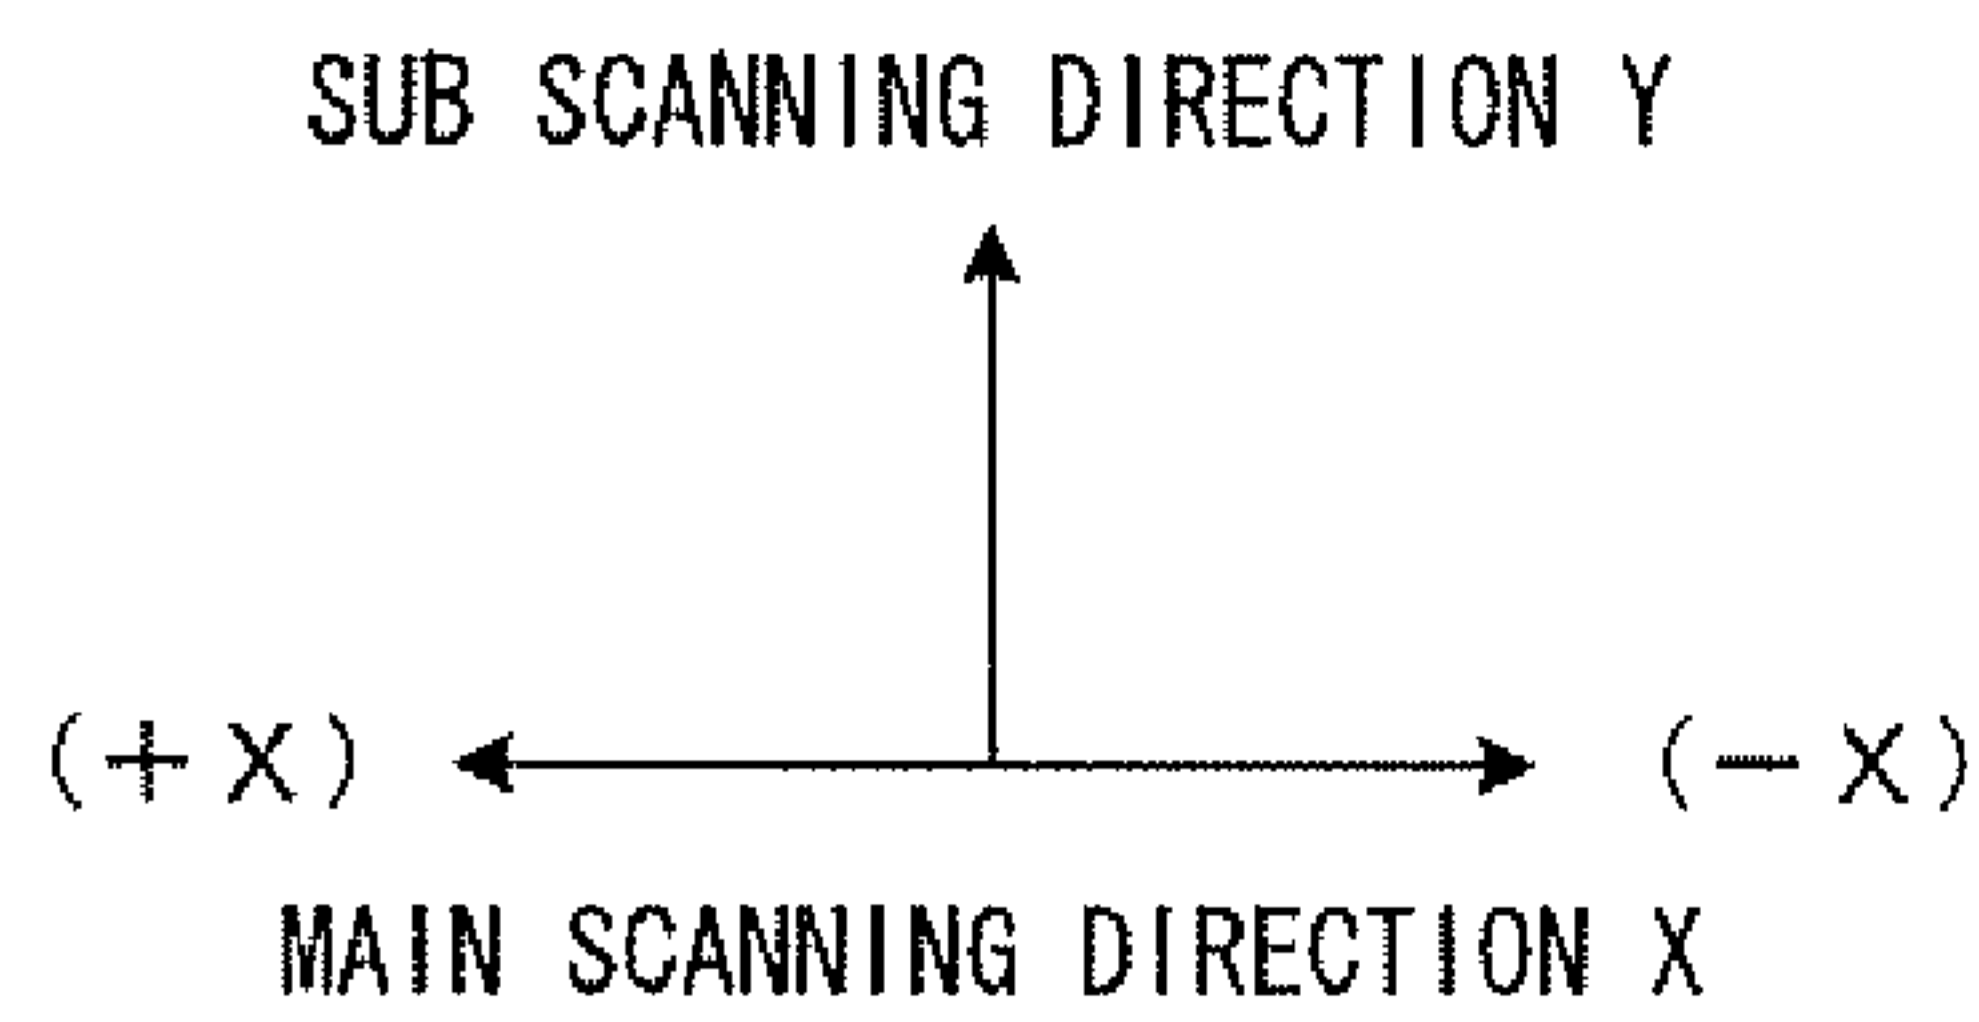 SUB SCANNING DIRECTION Y
(+X) (-X)
MAIN SCANNING DIRECTION X